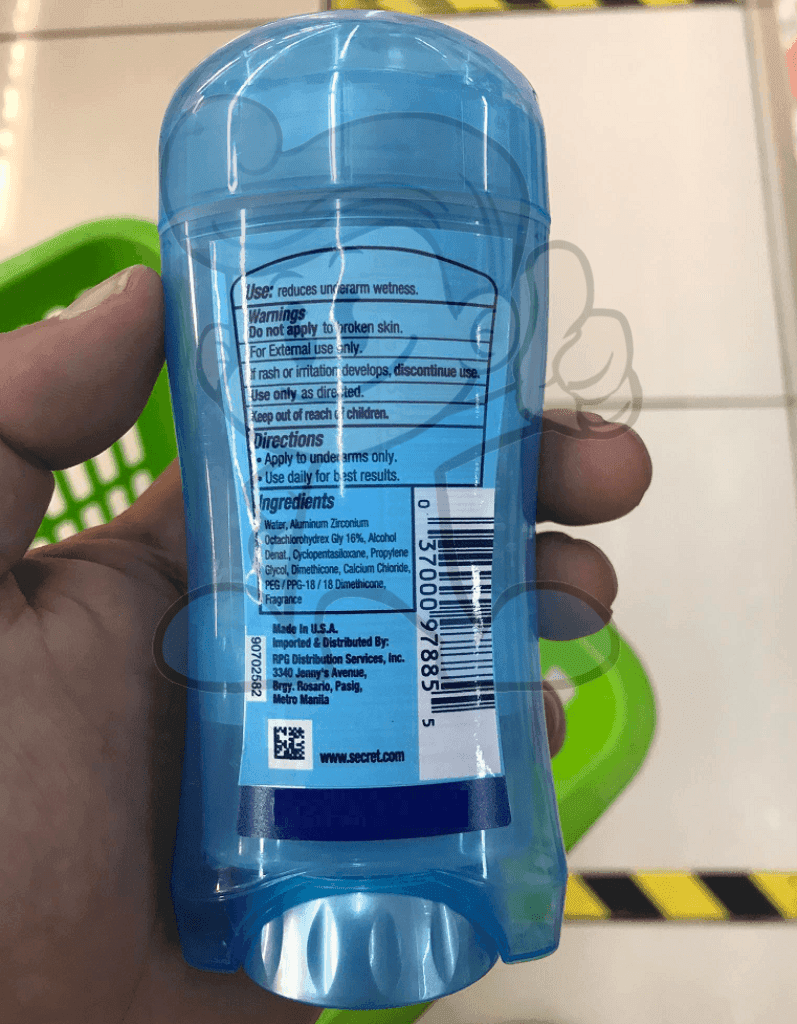 Use: reduces underarm wetness.
Warnings
Do not apply to broken skin.
For External use only.
If rash or irritation develops, discontinue use.
Use only as directed.
Keep out of reach of children.
Directions
• Apply to underarms only.
• Use daily for best results.
Ingredients
Water, Aluminum Zirconium
Octachlorohydrex Gly 16%, Alcohol
Denat., Cyclopentasiloxane, Propylene
Glycol, Dimethicone, Calcium Chloride,
PEG / PPG-18 / 18 Dimethicone,
Fragrance
0 37000 97885 5
Made in U.S.A.
Imported & Distributed By:
RPG Distribution Services, Inc.
3340 Jenny's Avenue,
Brgy. Rosario, Pasig,
Metro Manila
90702582
www.secret.com